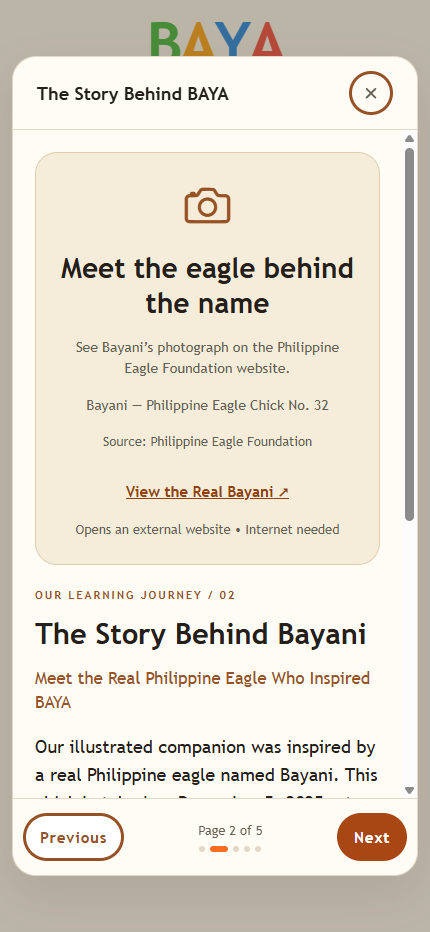 BAYA
The Story Behind BAYA
Meet the eagle behind
the name
See Bayani’s photograph on the Philippine
Eagle Foundation website.
Bayani — Philippine Eagle Chick No. 32
Source: Philippine Eagle Foundation
View the Real Bayani ↗
Opens an external website • Internet needed
OUR LEARNING JOURNEY / 02
The Story Behind Bayani
Meet the Real Philippine Eagle Who Inspired
BAYA
Our illustrated companion was inspired by
a real Philippine eagle named Bayani. This
Previous
Page 2 of 5
Next